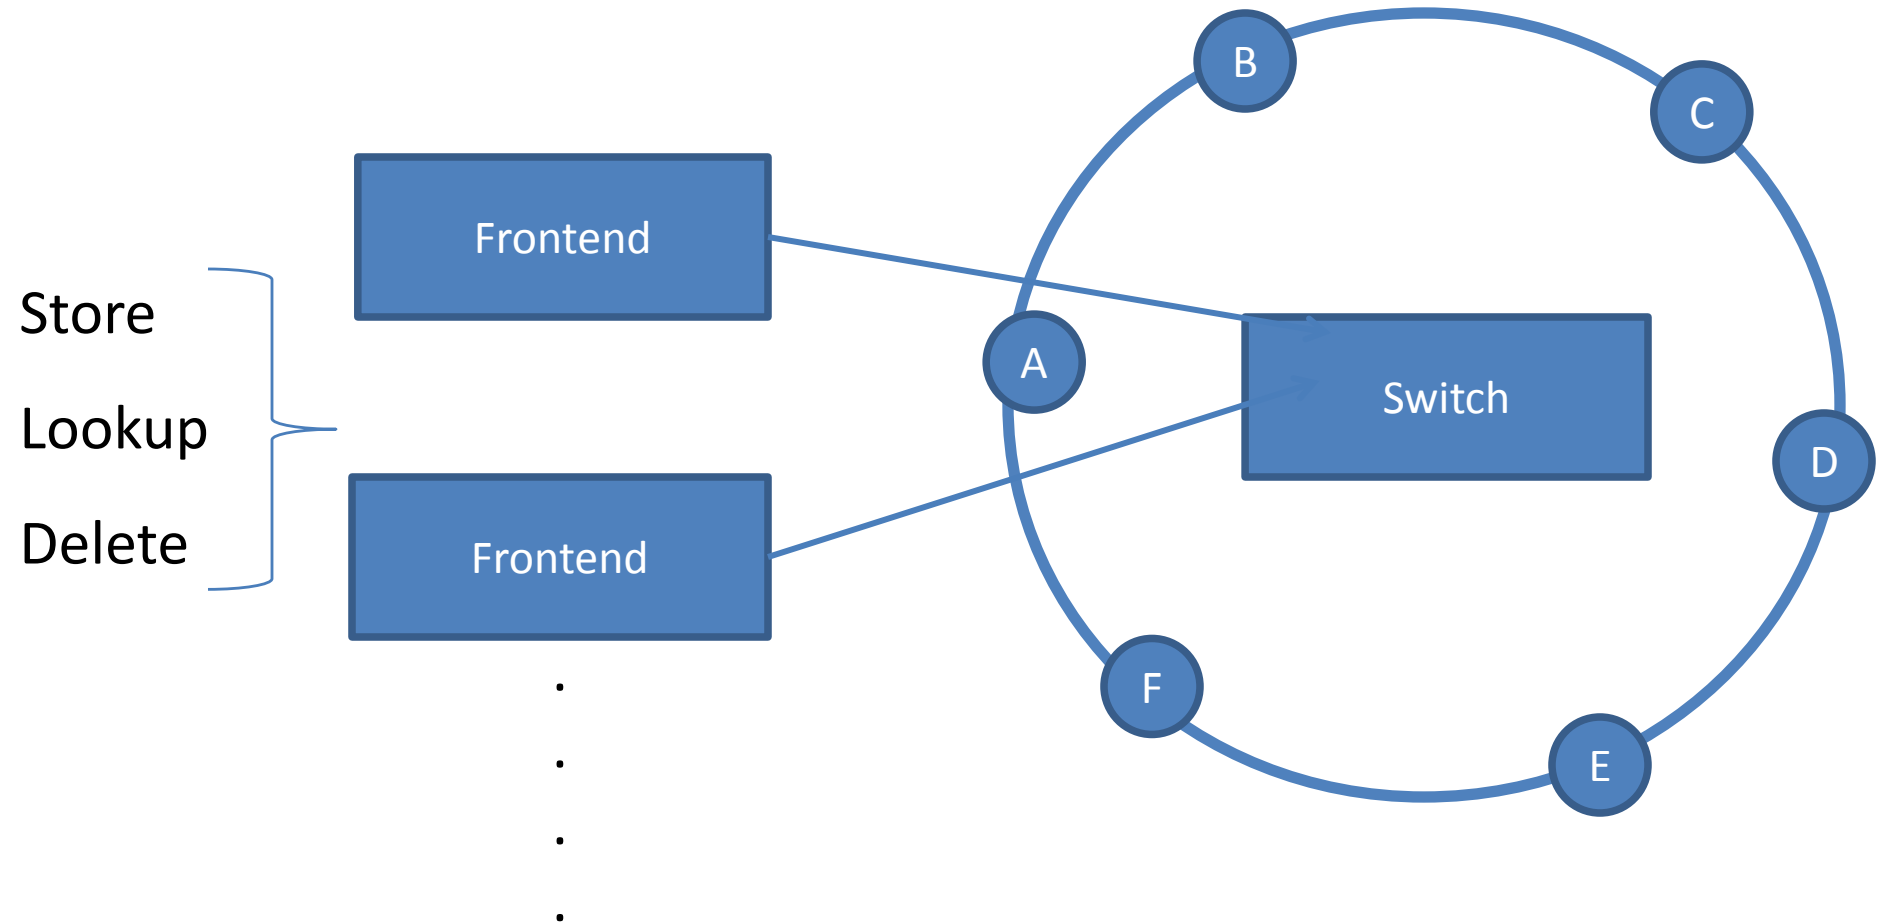 Store
Lookup
Delete
Frontend
Frontend
.
.
.
.
Switch
A
B
C
D
E
F